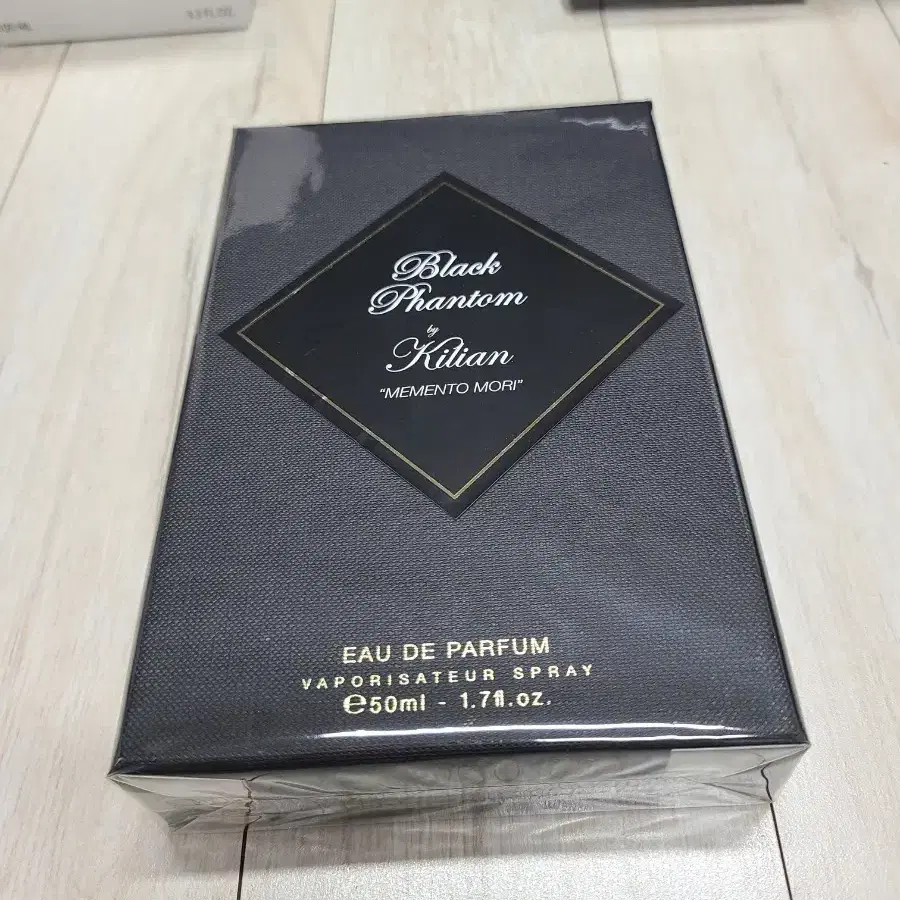 Black
Phantom
by
Kilian
“MEMENTO MORI”
EAU DE PARFUM
VAPORISATEUR SPRAY
℮50ml - 1.7fl.oz.